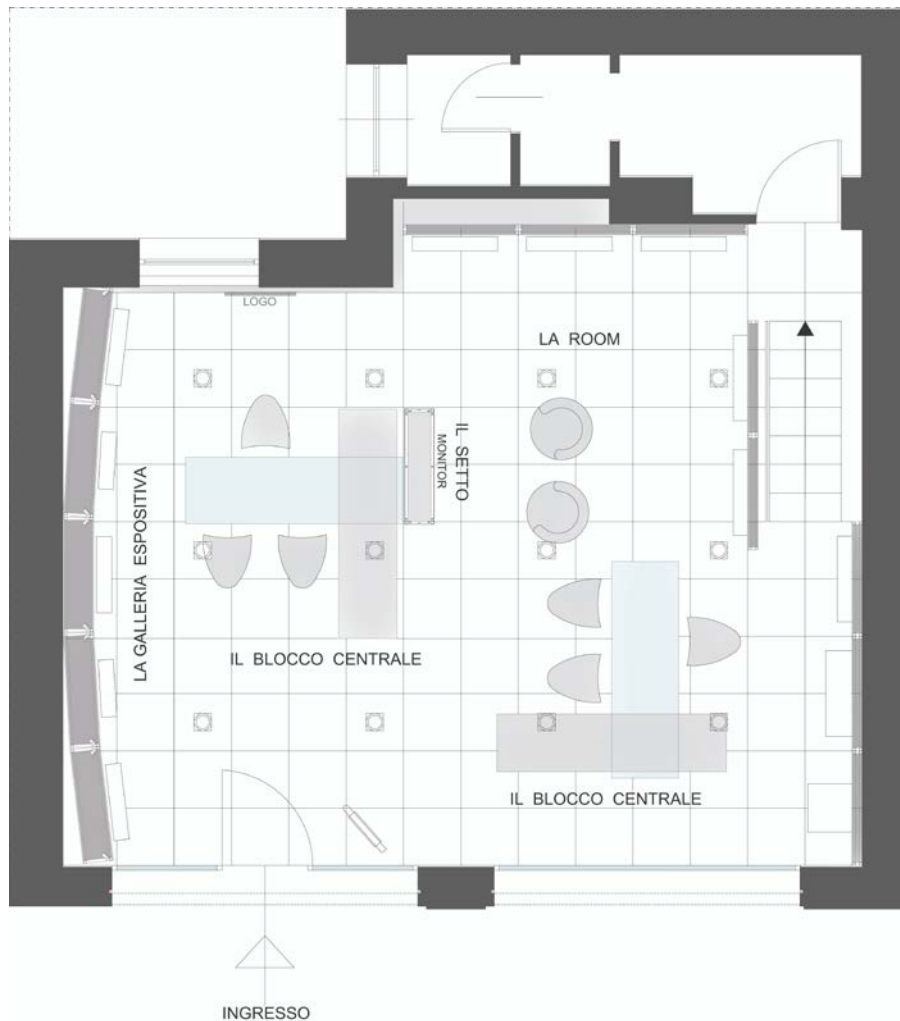 LOGO
LA ROOM
IL SETTO
MONITOR
LA GALLERIA ESPOSITIVA
IL BLOCCO CENTRALE
IL BLOCCO CENTRALE
INGRESSO